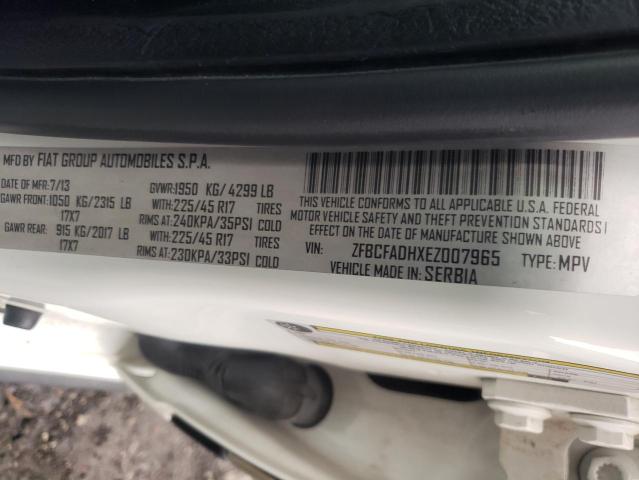 MFD BY FIAT GROUP AUTOMOBILES S.P.A.
DATE OF MFR: 7/13 GVWR: 1950 KG/ 4299 LB
GAWR FRONT: 1050 KG/2315 LB WITH: 225/45 R17 TIRES
17X7 RIMS AT: 240KPA/35PSI COLD
GAWR REAR: 915 KG/2017 LB WITH: 225/45 R17 TIRES
17X7 RIMS AT: 230KPA/33PSI COLD
THIS VEHICLE CONFORMS TO ALL APPLICABLE U.S.A. FEDERAL
MOTOR VEHICLE SAFETY AND THEFT PREVENTION STANDARDS I
EFFECT ON THE DATE OF MANUFACTURE SHOWN ABOVE
VIN: ZFBCFADHXEZ007965 TYPE: MPV
VEHICLE MADE IN: SERBIA